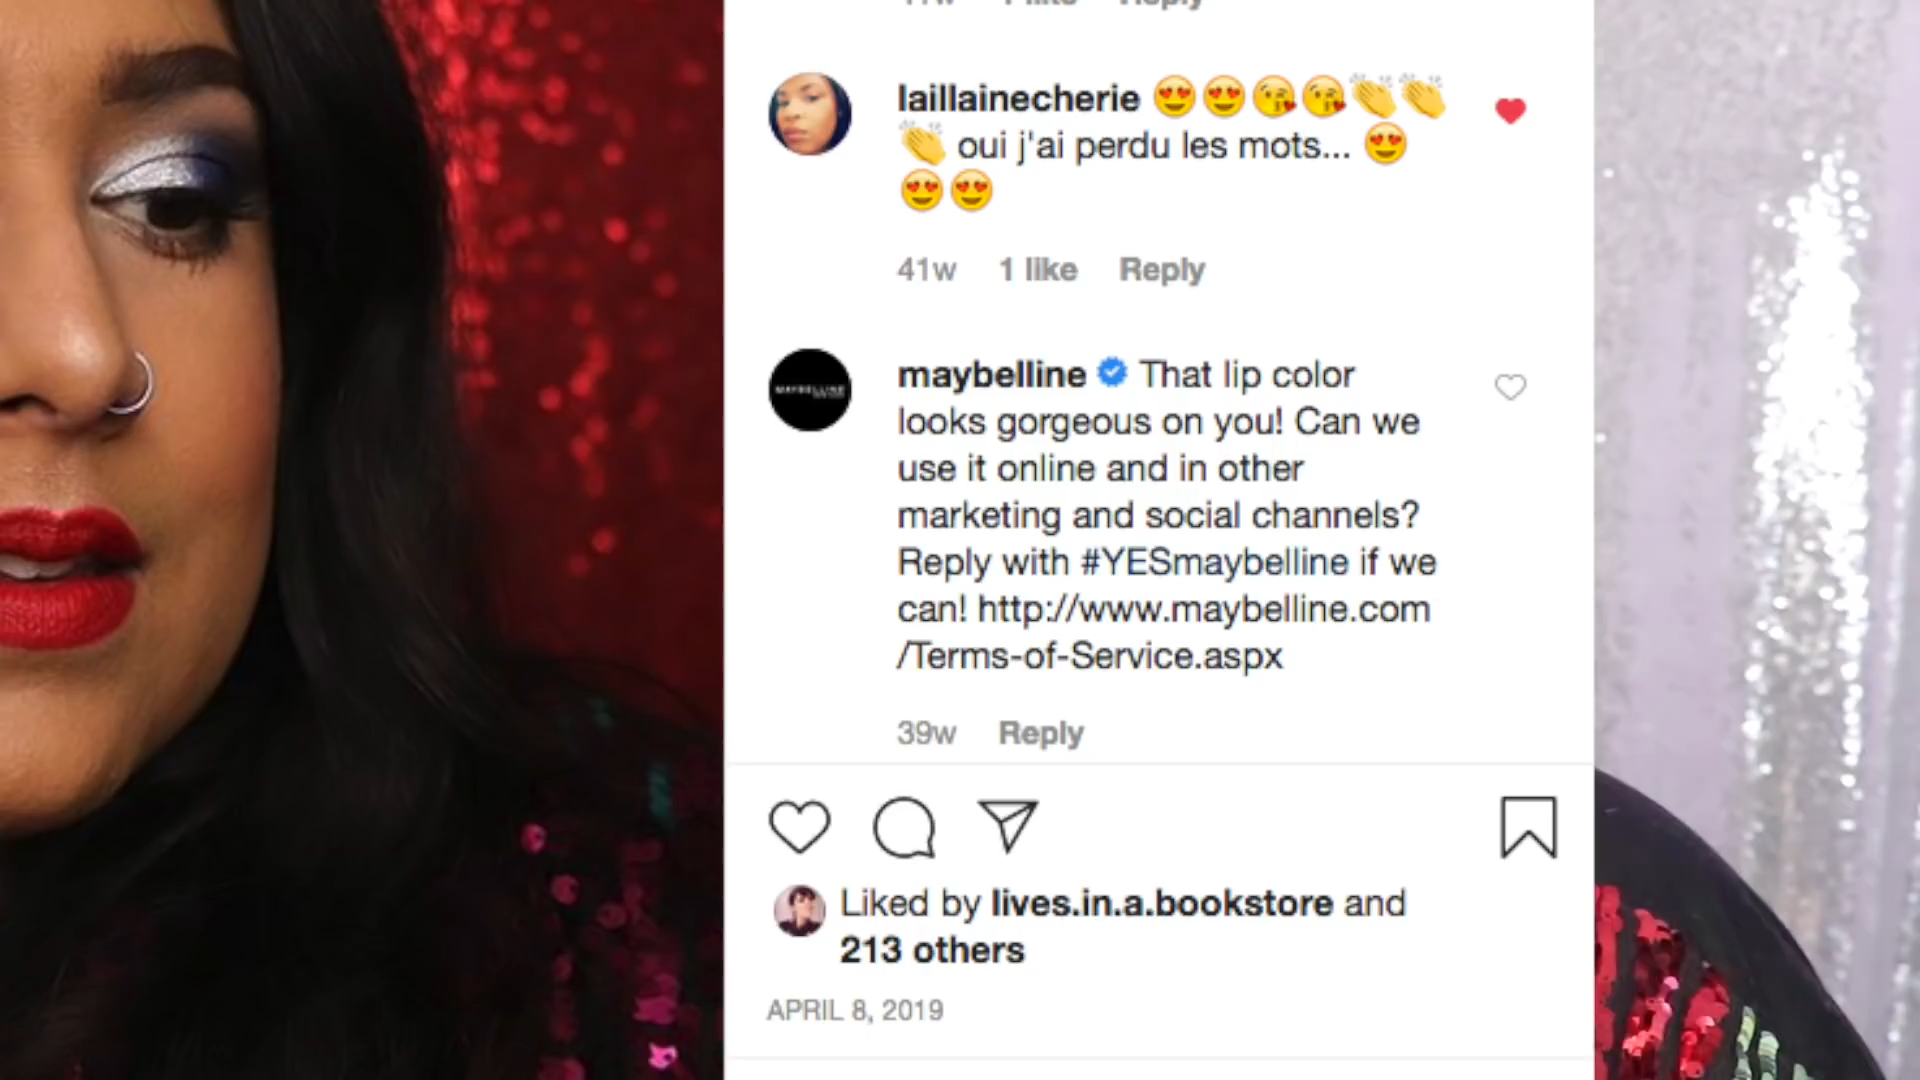 laillainecherie 😍😍😘😘👏👏
👏 oui j'ai perdu les mots... 😍
😍😍
41w 1 like Reply
MAYBELLINE
maybelline That lip color
looks gorgeous on you! Can we
use it online and in other
marketing and social channels?
Reply with #YESmaybelline if we
can! http://www.maybelline.com
/Terms-of-Service.aspx
39w Reply
Liked by lives.in.a.bookstore and
213 others
APRIL 8, 2019